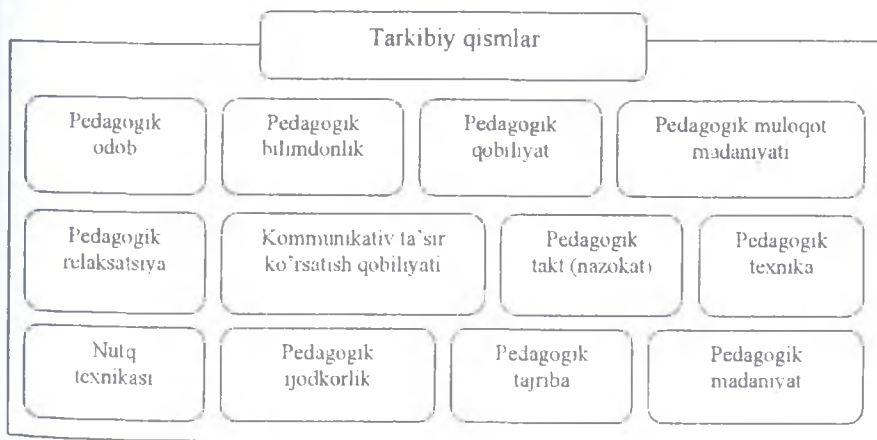 Tarkibiy qismlar
Pedagogik
odob
Pedagogik
bilimdonlik
Pedagogik
qobiliyat
Pedagogik muloqot
madaniyati
Pedagogik
relaksatsiya
Kommunikativ ta'sir
ko'rsatish qobiliyati
Pedagogik
takt (nazokat)
Pedagogik
texnika
Nutq
texnikasi
Pedagogik
ijodkorlik
Pedagogik
tajriba
Pedagogik
madaniyat